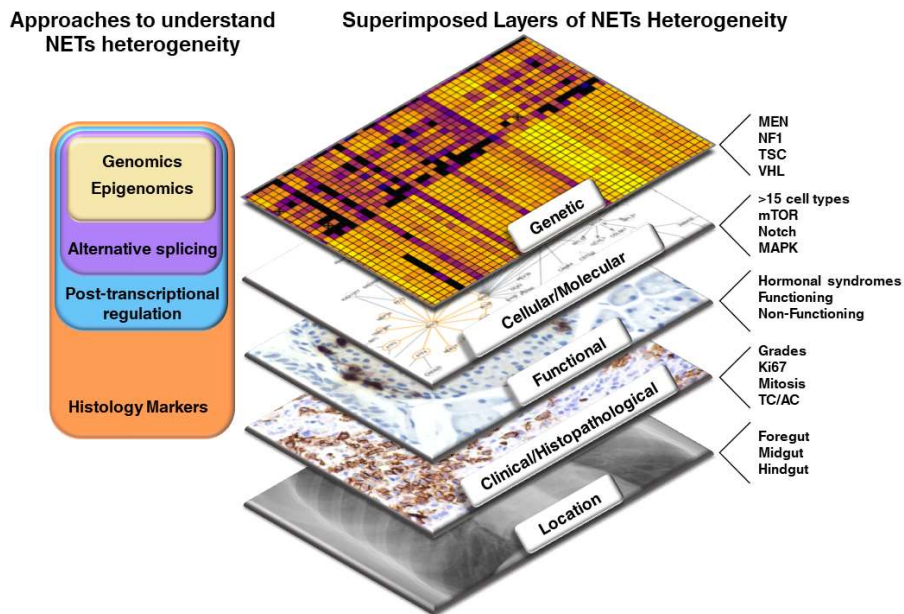 Approaches to understand
NETs heterogeneity
Superimposed Layers of NETs Heterogeneity
Genomics
Epigenomics
Alternative splicing
Post-transcriptional
regulation
Histology Markers
Genetic
Cellular/Molecular
Functional
Clinical/Histopathological
Location
MEN
NF1
TSC
VHL
>15 cell types
mTOR
Notch
MAPK
Hormonal syndromes
Functioning
Non-Functioning
Grades
Ki67
Mitosis
TC/AC
Foregut
Midgut
Hindgut